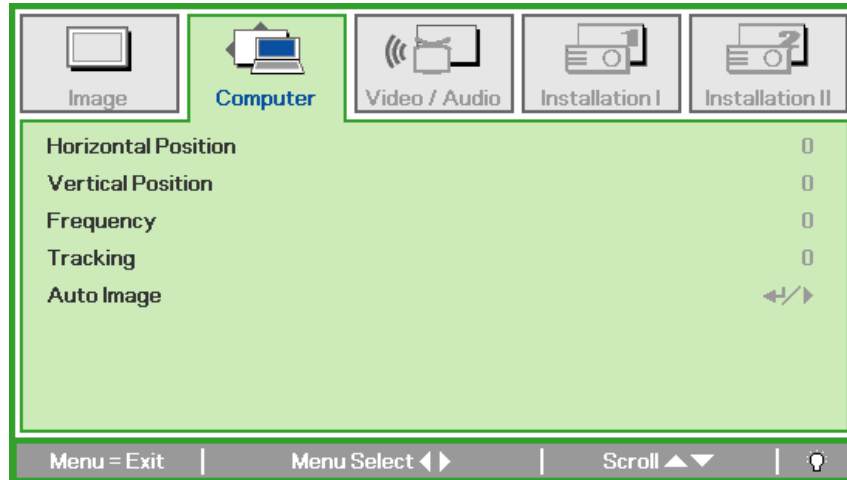 Image
Computer
Video / Audio
Installation I
Installation II
Horizontal Position 0
Vertical Position 0
Frequency 0
Tracking 0
Auto Image
Menu = Exit
Menu Select
Scroll